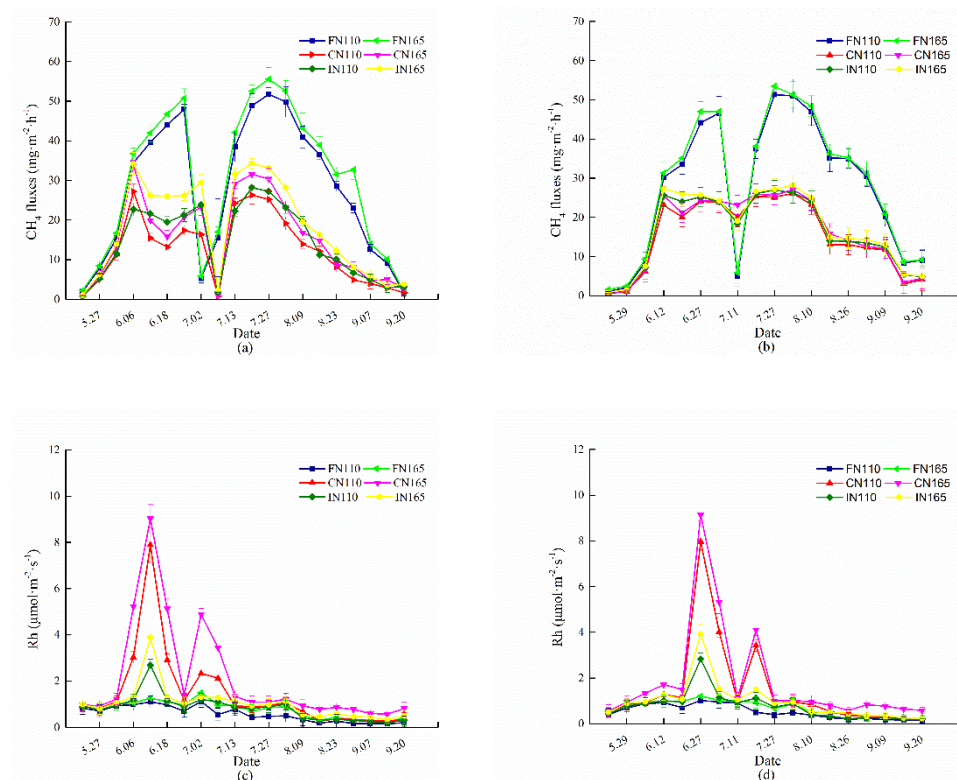 70
60
50
40
30
20
10
0
CH4 fluxes (mg·m-2·h-1)
FN110 FN165
CN110 CN165
IN110 IN165
5.27 6.06 6.18 7.02 7.13 7.27 8.09 8.23 9.07 9.20
Date
(a)
70
60
50
40
30
20
10
0
CH4 fluxes (mg·m-2·h-1)
FN110 FN165
CN110 CN165
IN110 IN165
5.29 6.12 6.27 7.11 7.27 8.10 8.26 9.09 9.20
Date
(b)
12
10
8
6
4
2
0
Rh (μmol·m-2·s-1)
FN110 FN165
CN110 CN165
IN110 IN165
5.27 6.06 6.18 7.02 7.13 7.27 8.09 8.23 9.07 9.20
Date
(c)
12
10
8
6
4
2
0
Rh (μmol·m-2·s-1)
FN110 FN165
CN110 CN165
IN110 IN165
5.29 6.12 6.27 7.11 7.27 8.10 8.26 9.09 9.20
Date
(d)